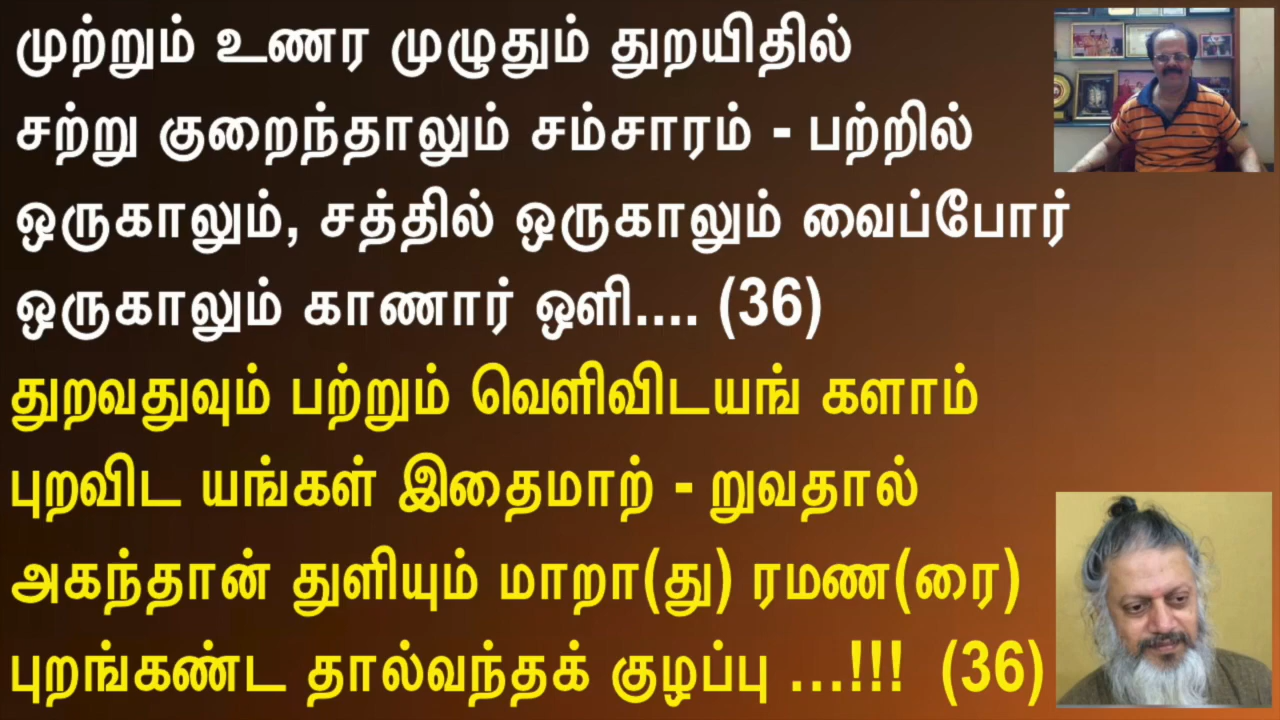 முற்றும் உணர முழுதும் துறயிதில்
சற்று குறைந்தாலும் சம்சாரம் - பற்றில்
ஒருகாலும், சத்தில் ஒருகாலும் வைப்போர்
ஒருகாலும் காணார் ஒளி.... (36)
துறவதுவும் பற்றும் வெளிவிடயங் களாம்
புறவிட யங்கள் இதைமாற் - றுவதால்
அகந்தான் துளியும் மாறா(து) ரமண(ரை)
புறங்கண்ட தால்வந்தக் குழப்பு ...!!! (36)